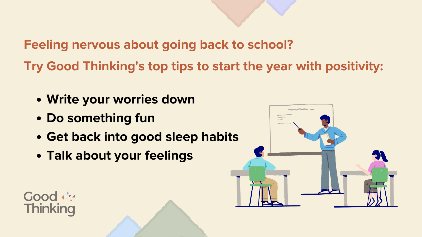 Feeling nervous about going back to school?
Try Good Thinking's top tips to start the year with positivity:
• Write your worries down
• Do something fun
• Get back into good sleep habits
• Talk about your feelings
Good
Thinking